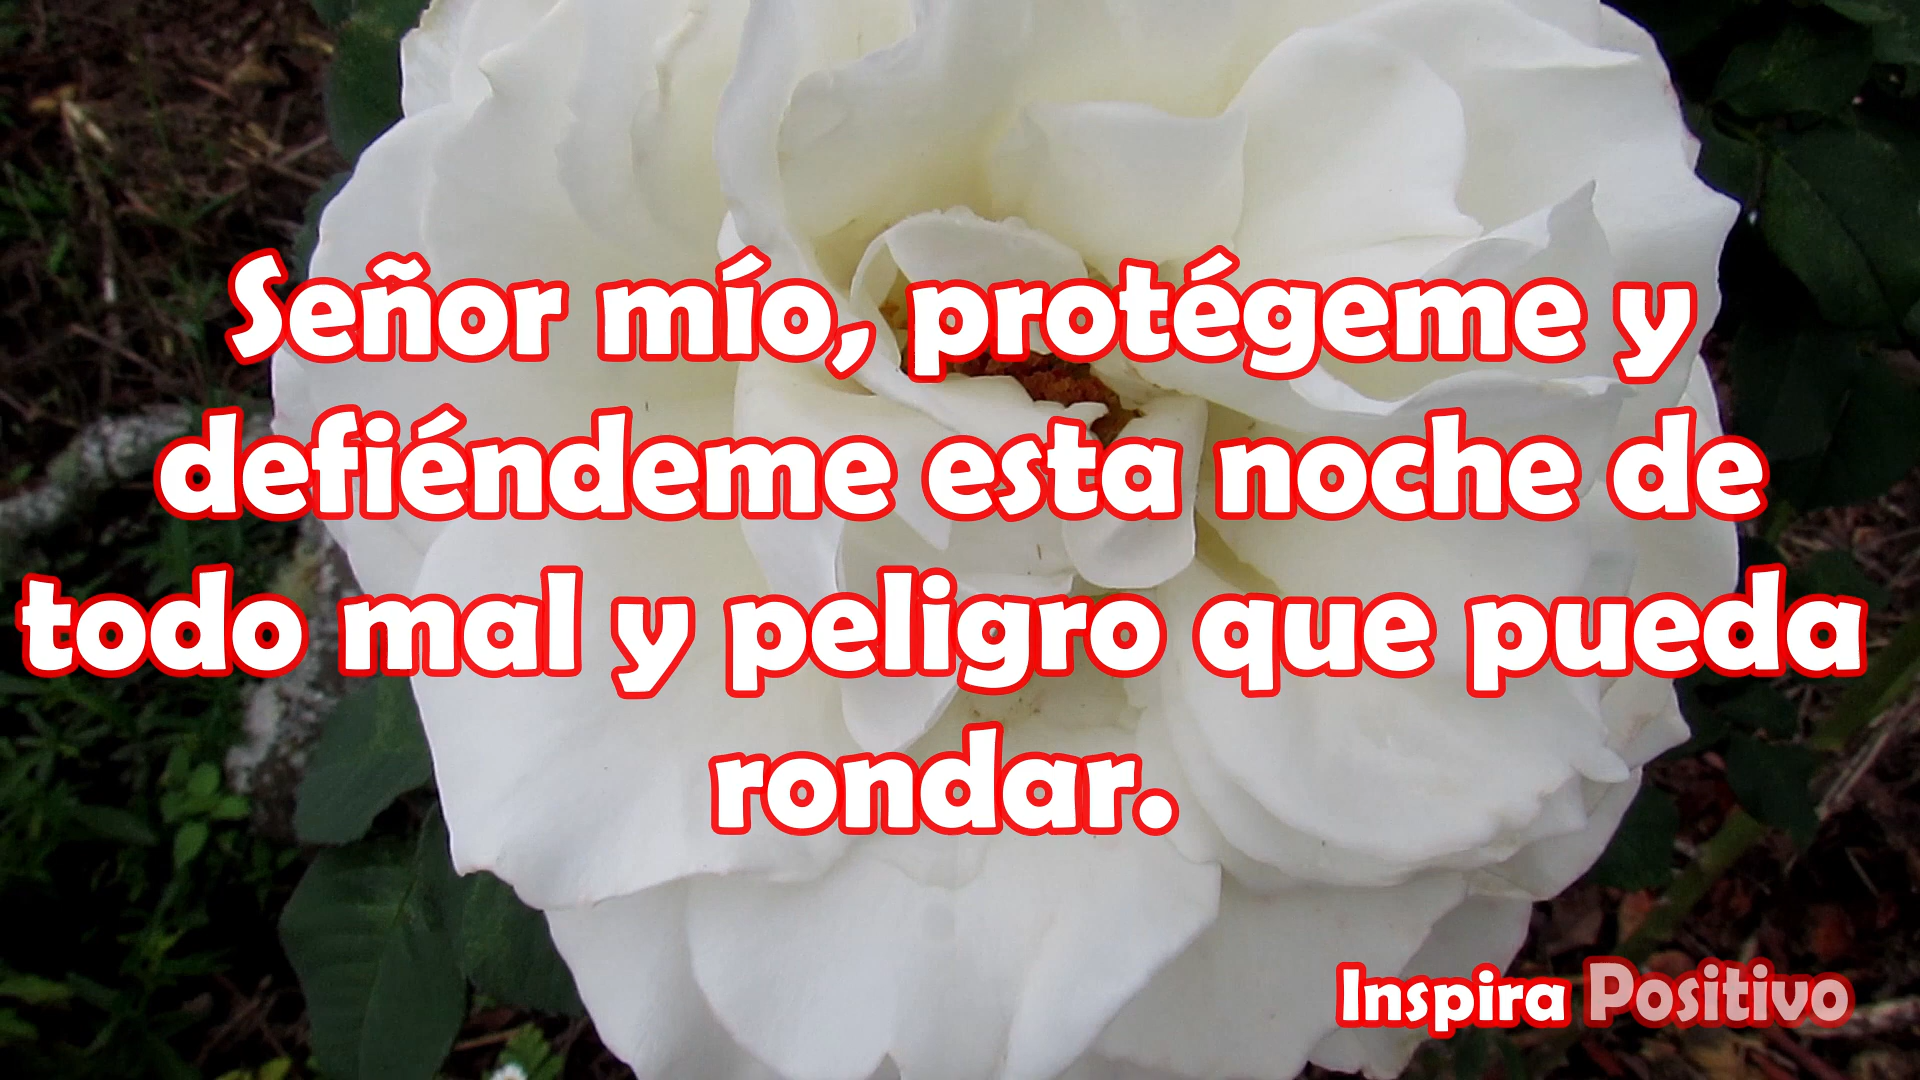 Señor mío, protégeme y
defiéndeme esta noche de
todo mal y peligro que pueda
rondar.
Inspira Positivo